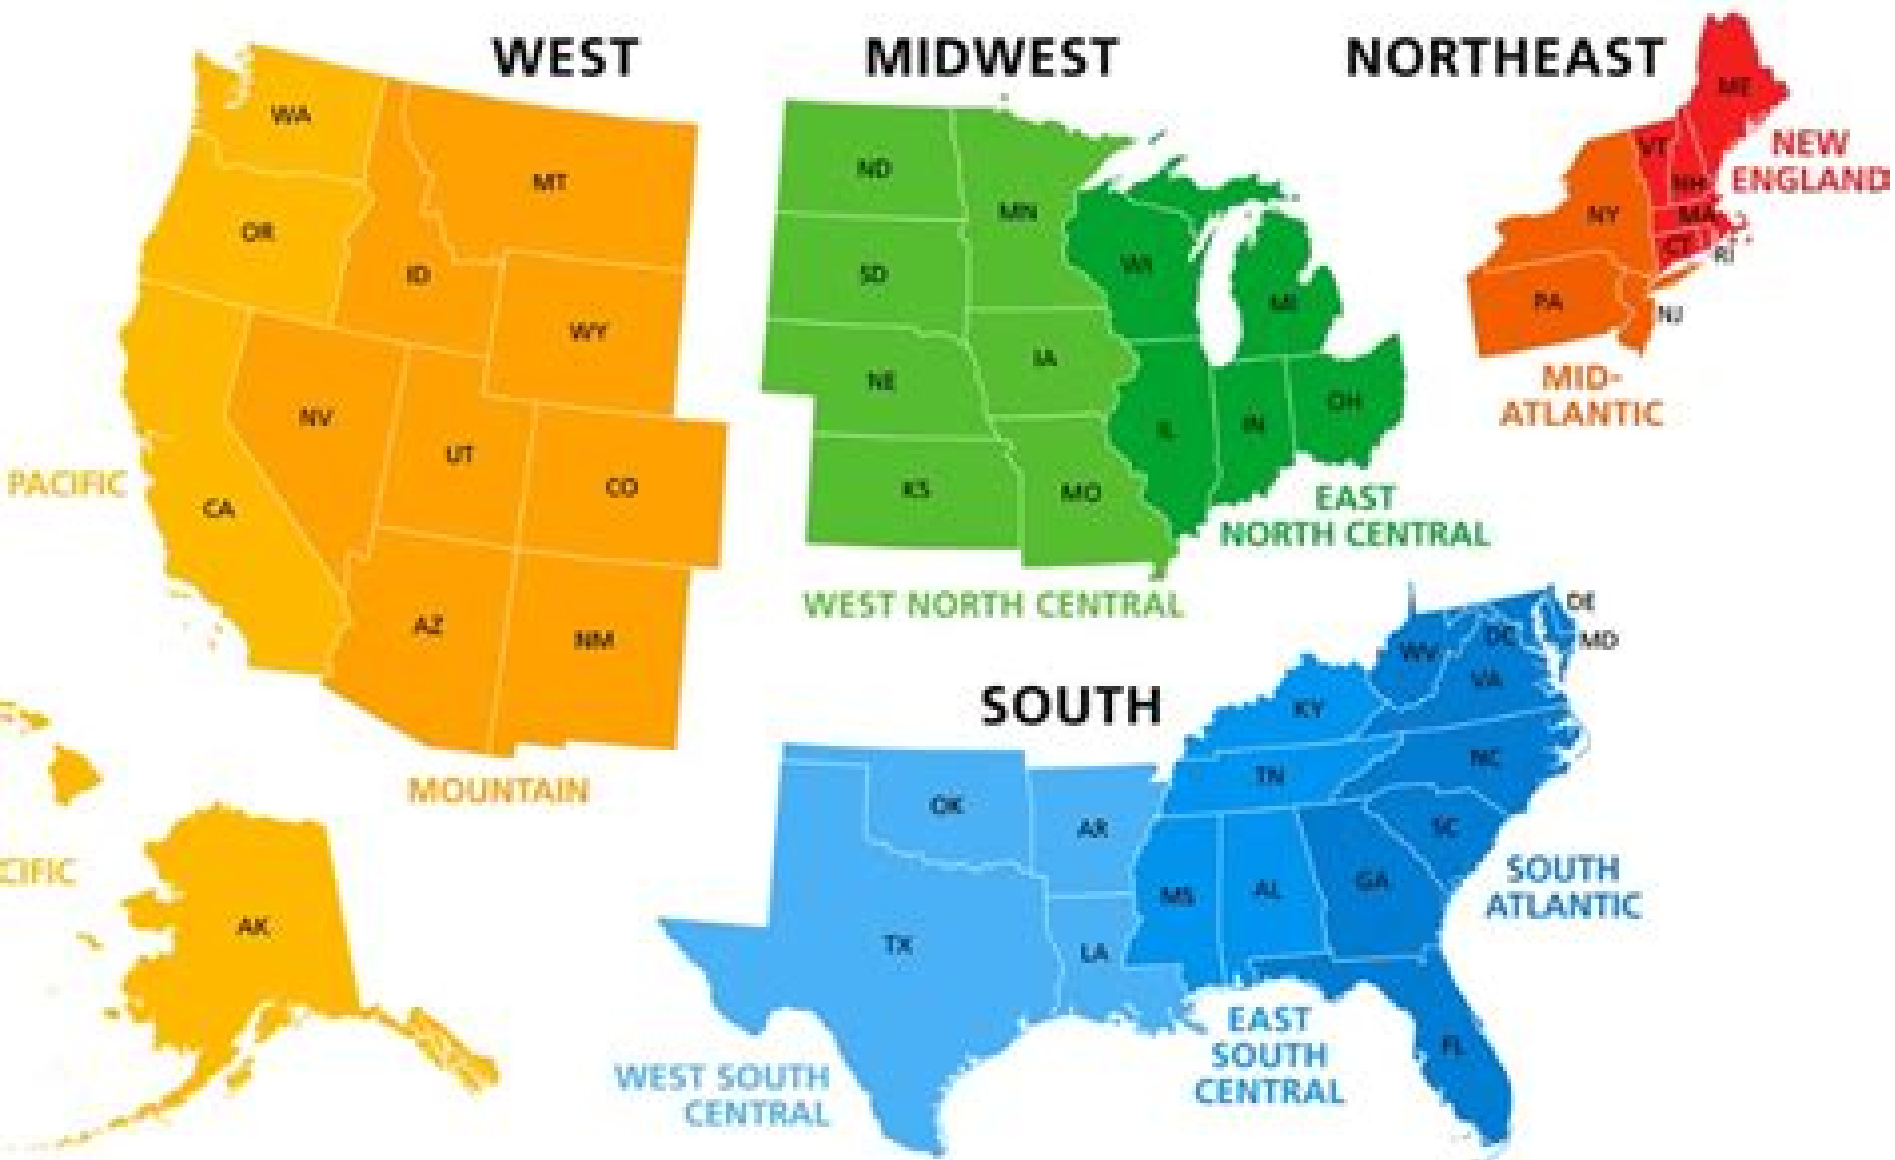 WEST
MIDWEST
NORTHEAST
WA
OR
CA
MT
ID
WY
NV
UT
CO
AZ
NM
PACIFIC
MOUNTAIN
CIFIC
AK
ND
MN
SD
NE
IA
KS
MO
WI
MI
IL
IN
OH
WEST NORTH CENTRAL
EAST
NORTH CENTRAL
ME
VT
NH
NY
MA
CT
RI
PA
NJ
NEW
ENGLAND
MID-
ATLANTIC
SOUTH
OK
AR
TX
LA
WEST SOUTH
CENTRAL
KY
TN
MS
AL
EAST
SOUTH
CENTRAL
DE
MD
DC
WV
VA
NC
SC
GA
FL
SOUTH
ATLANTIC